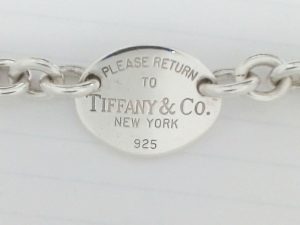 PLEASE RETURN
TO
TIFFANY & CO.
NEW YORK
925